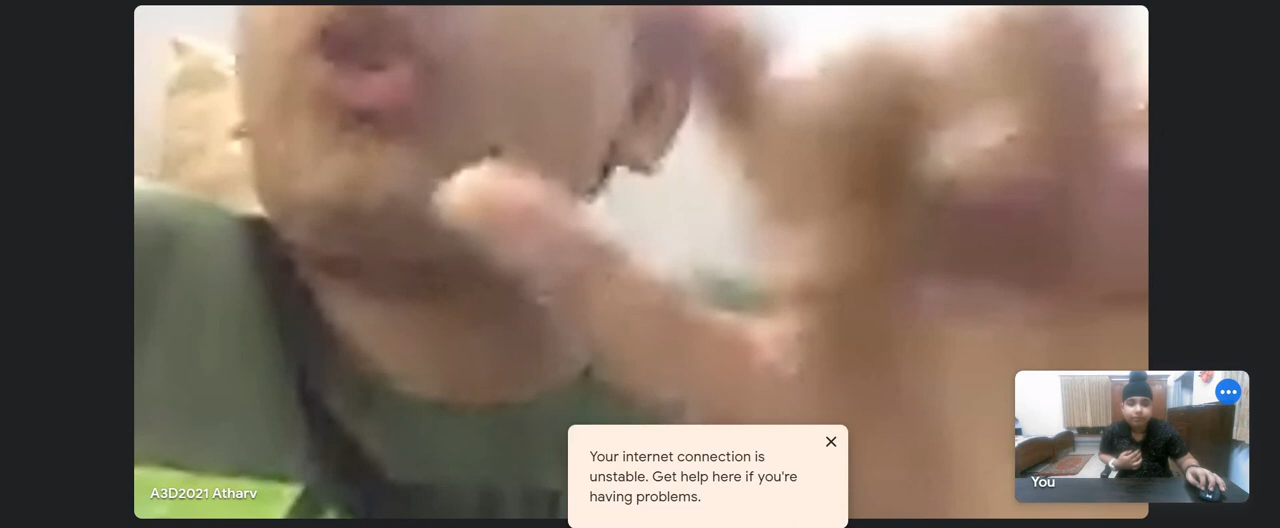 A3D2021 Atharv
Your internet connection is
unstable. Get help here if you're
having problems.
You